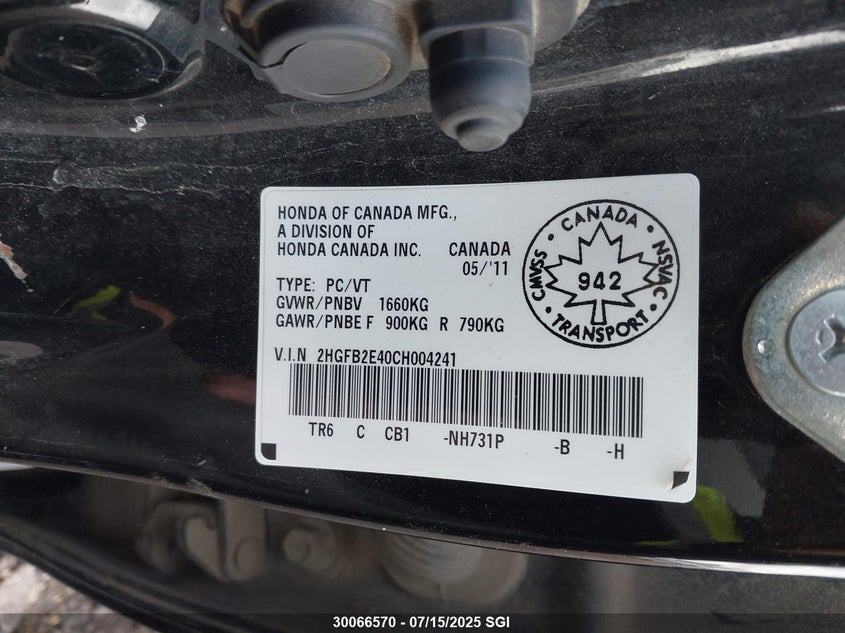 HONDA OF CANADA MFG.,
A DIVISION OF
HONDA CANADA INC. CANADA
05/'11
TYPE: PC/VT
GVWR/PNBV 1660KG
GAWR/PNBE F 900KG R 790KG
V.I.N 2HGFB2E40CH004241
TR6 C CB1 -NH731P -B -H
CANADA
CMVSS NSVAC
942
TRANSPORT
30066570 - 07/15/2025 SGI